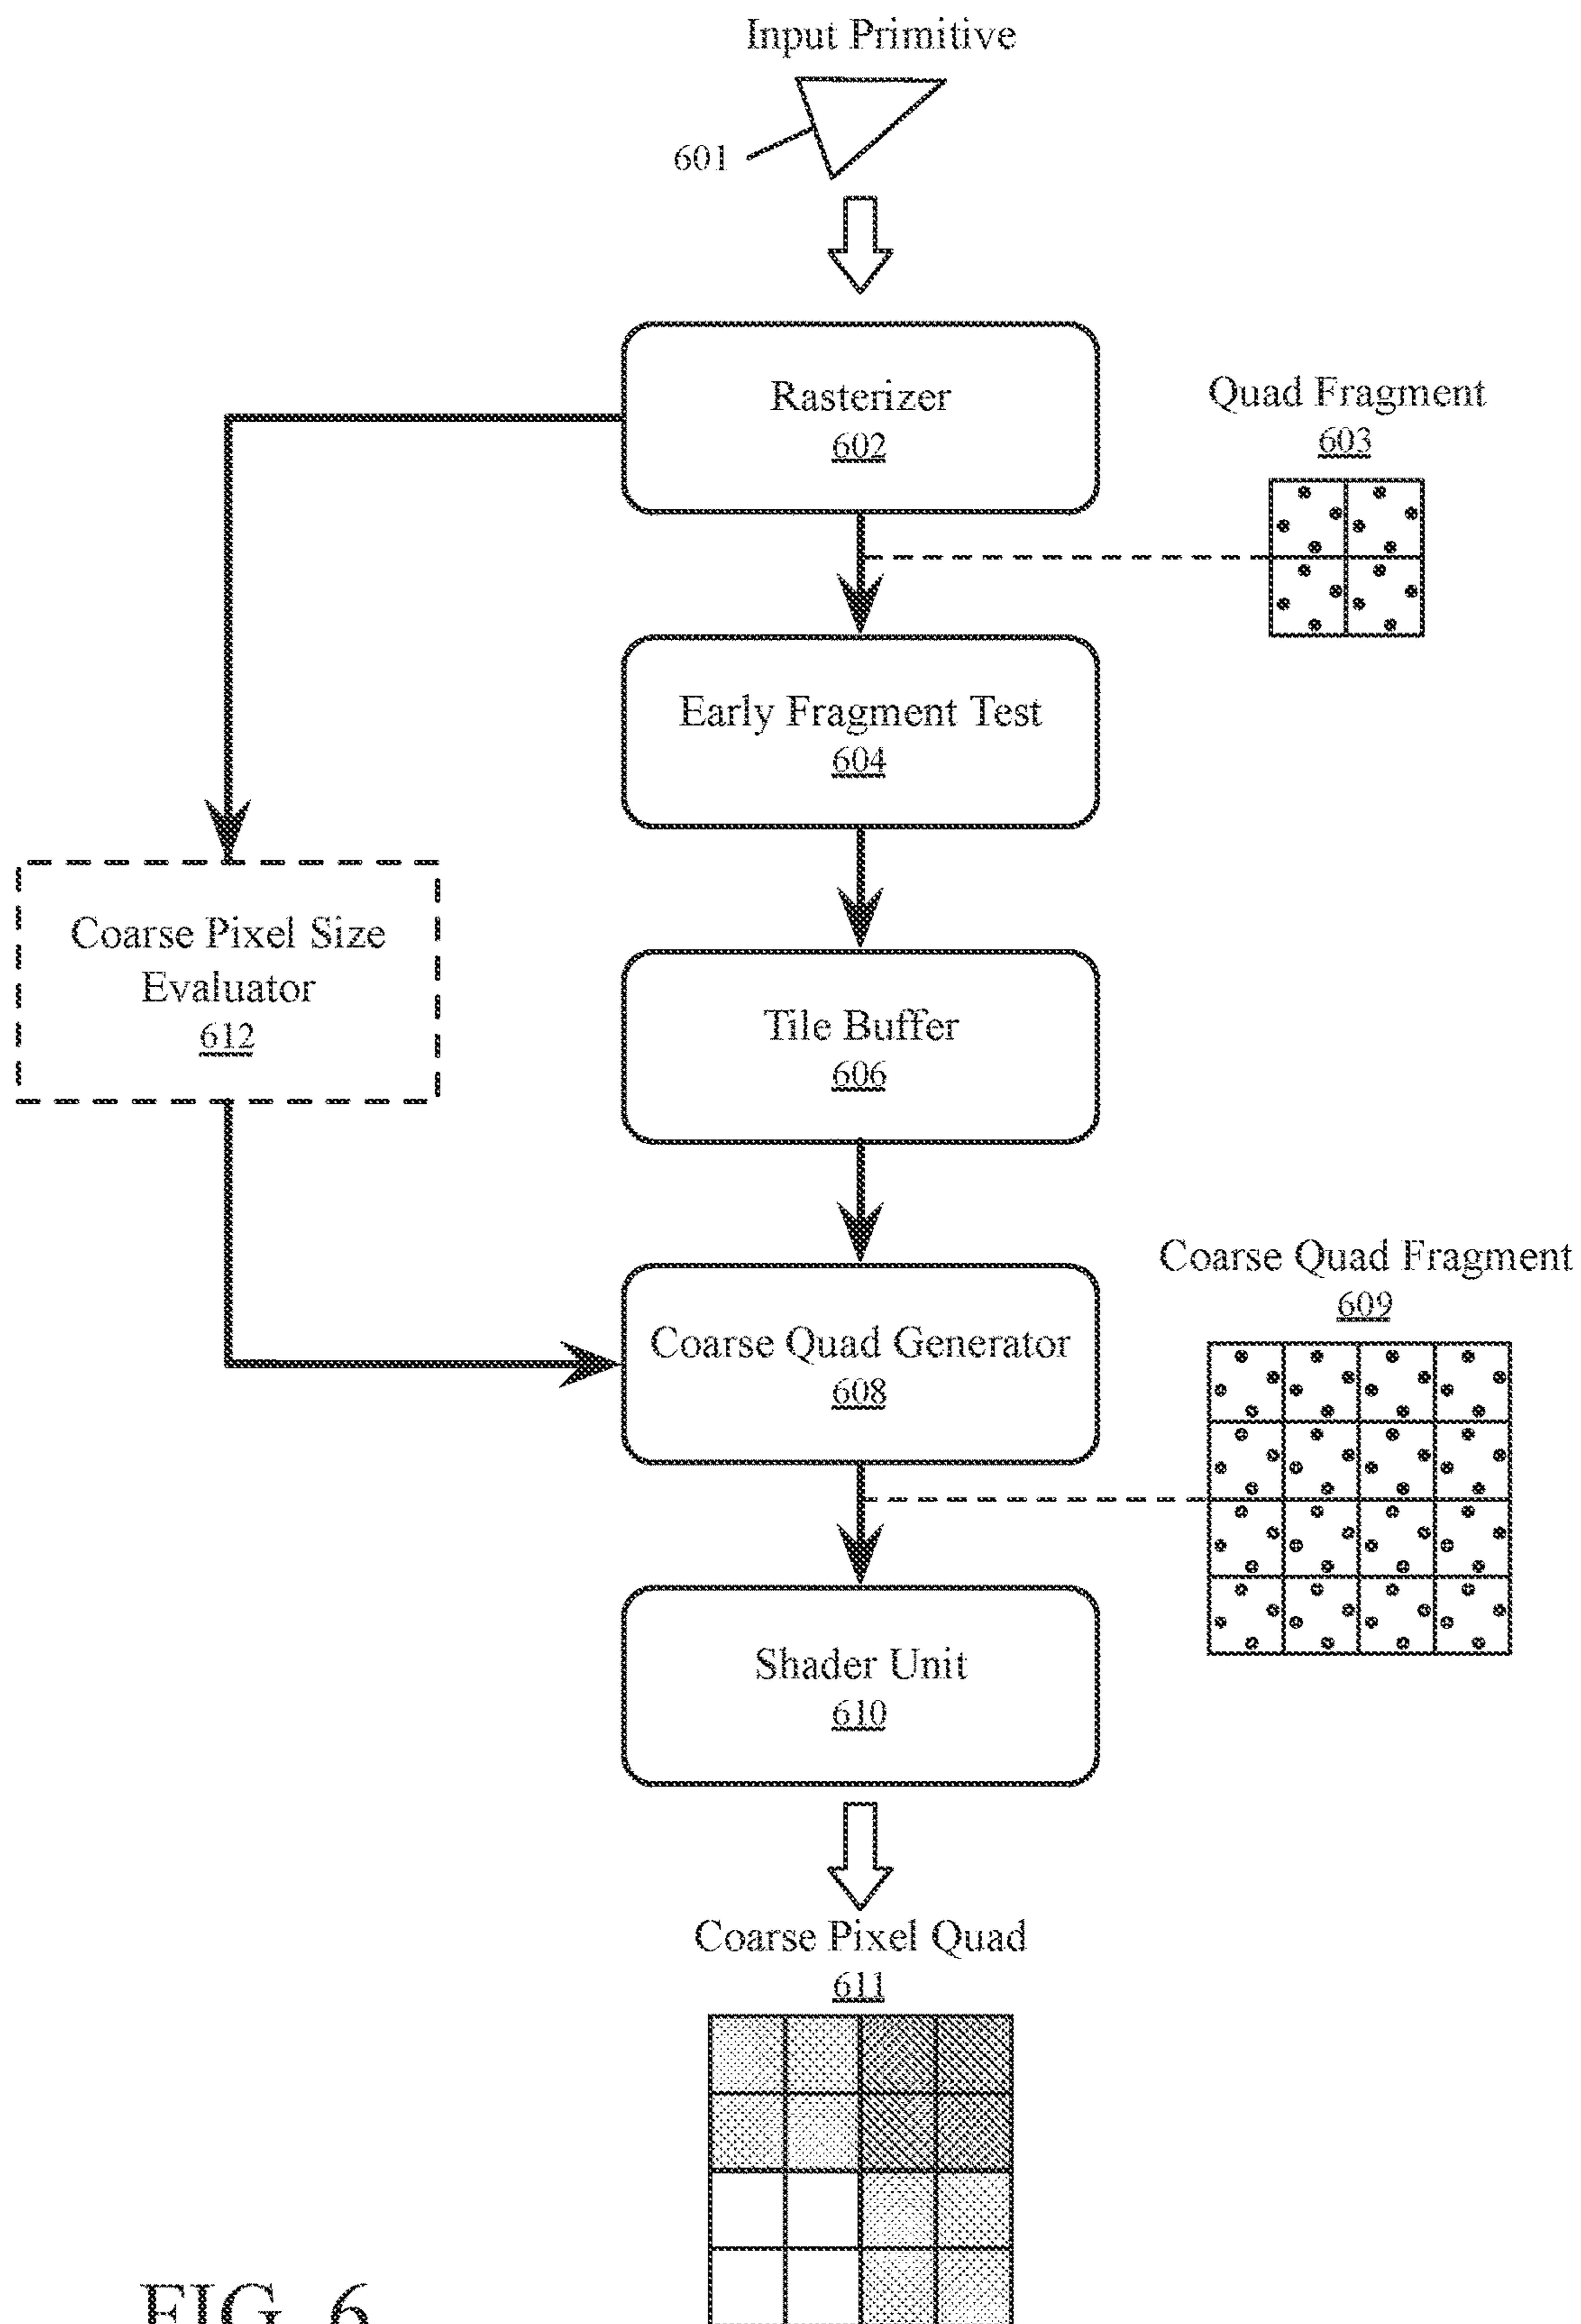 Input Primitive
601
Rasterizer
602
Quad Fragment
603
Early Fragment Test
604
Coarse Pixel Size
Evaluator
612
Tile Buffer
606
Coarse Quad Generator
608
Coarse Quad Fragment
609
Shader Unit
610
Coarse Pixel Quad
611
FIG. 6